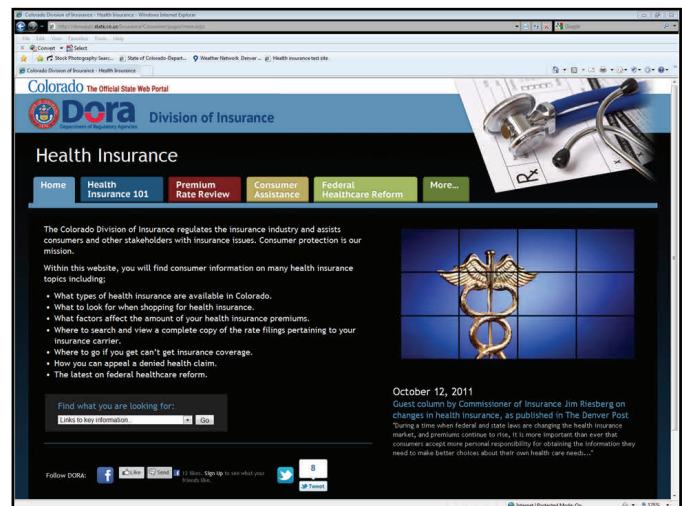 Colorado Division of Insurance - Health Insurance - Windows Internet Explorer
Google
File Edit View Favorites Tools Help
Convert Select
Stock Photography Searc... State of Colorado-Depart... Weather Network Denver ... Health insurance test site
Colorado Division of Insurance - Health Insurance
Colorado The Official State Web Portal
Dora Division of Insurance
Department of Regulatory Agencies
Rx
Health Insurance
Home
Health Insurance 101
Premium Rate Review
Consumer Assistance
Federal Healthcare Reform
More...
The Colorado Division of Insurance regulates the insurance industry and assists
consumers and other stakeholders with insurance issues. Consumer protection is our
mission.
Within this website, you will find consumer information on many health insurance
topics including;
• What types of health insurance are available in Colorado.
• What to look for when shopping for health insurance.
• What factors affect the amount of your health insurance premiums.
• Where to search and view a complete copy of the rate filings pertaining to your
insurance carrier.
• Where to go if you get can't get insurance coverage.
• How you can appeal a denied health claim.
• The latest on federal healthcare reform.
Find what you are looking for:
Links to key information.. Go
October 12, 2011
Guest column by Commissioner of Insurance Jim Riesberg on
changes in health insurance, as published in The Denver Post
"During a time when federal and state laws are changing the health insurance
market, and premiums continue to rise, it is more important than ever that
consumers accept more personal responsibility for obtaining the information they
need to make better choices about their own health care needs..."
Follow DORA: Like Send 12 likes. Sign Up to see what your
friends like.
8
Tweet
Internet | Protected Mode: On 125%